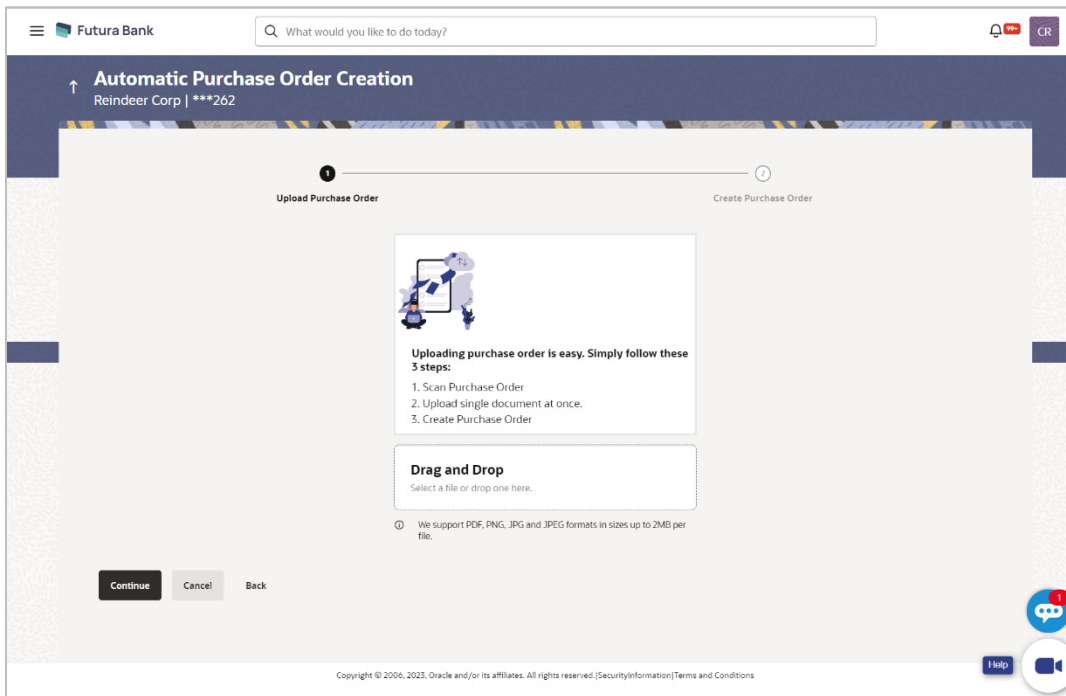 Futura Bank
What would you like to do today?
99+
CR
Automatic Purchase Order Creation
Reindeer Corp | ***262
1
2
Upload Purchase Order
Create Purchase Order
Uploading purchase order is easy. Simply follow these
3 steps:
1. Scan Purchase Order
2. Upload single document at once.
3. Create Purchase Order
Drag and Drop
Select a file or drop one here.
We support PDF, PNG, JPG and JPEG formats in sizes up to 2MB per
file.
Continue
Cancel
Back
1
Help
Copyright © 2006, 2023, Oracle and/or its affiliates. All rights reserved.|SecurityInformation|Terms and Conditions